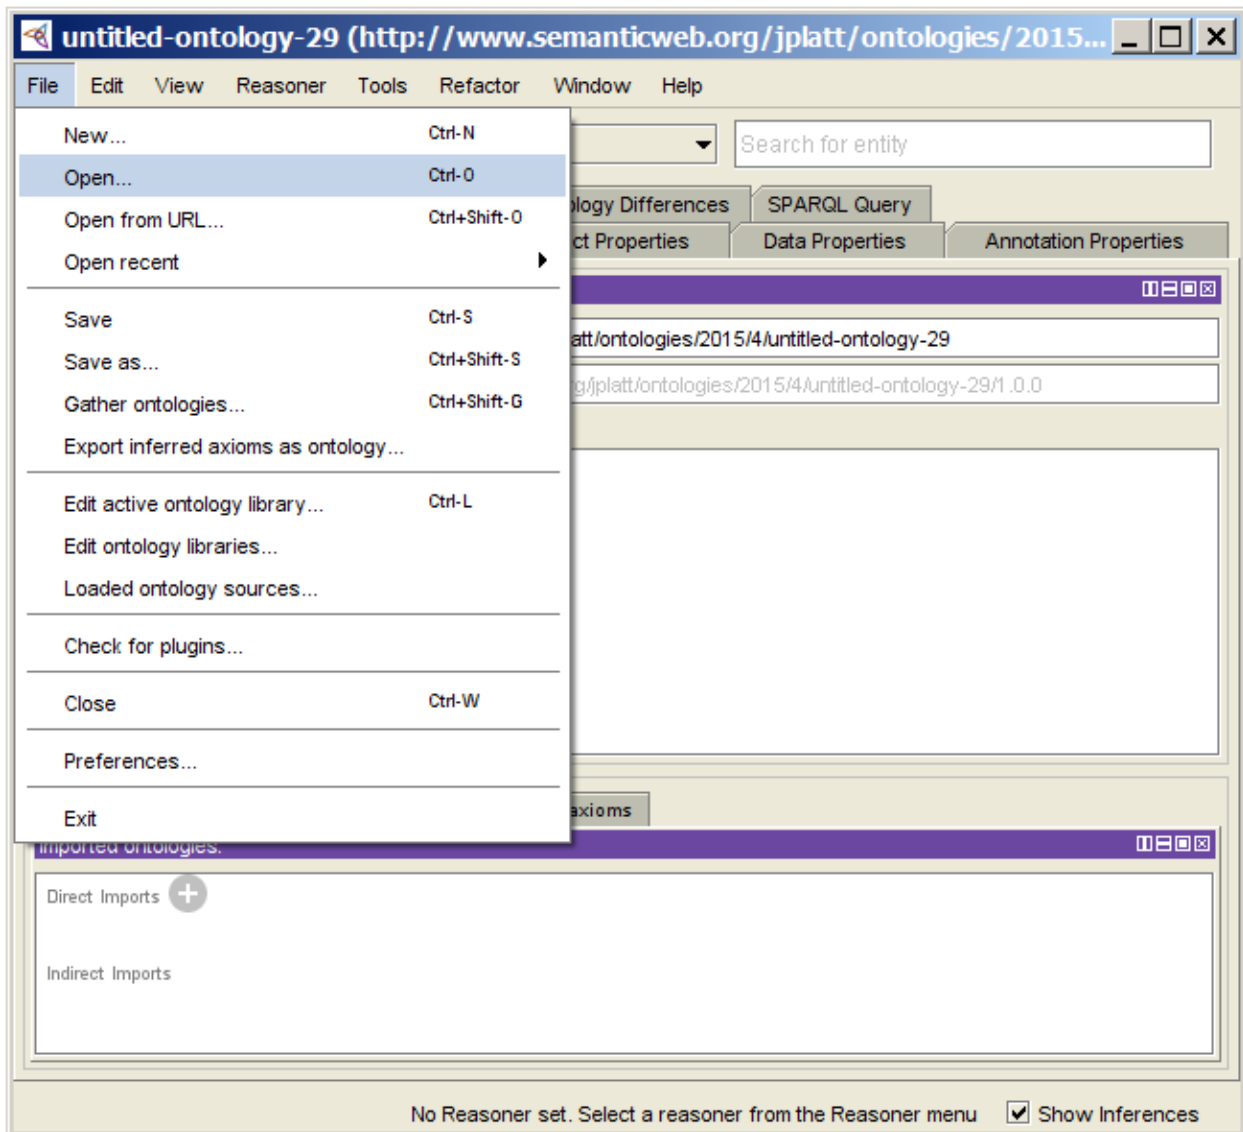 untitled-ontology-29 (http://www.semanticweb.org/jplatt/ontologies/2015...
File Edit View Reasoner Tools Refactor Window Help
New... Ctrl-N
Search for entity
Open... Ctrl-O
Open from URL... Ctrl+Shift-O
ology Differences SPARQL Query
ct Properties Data Properties Annotation Properties
Open recent
Save Ctrl-S
att/ontologies/2015/4/untitled-ontology-29
Save as... Ctrl+Shift-S
rg/jplatt/ontologies/2015/4/untitled-ontology-29/1.0.0
Gather ontologies... Ctrl+Shift-G
Export inferred axioms as ontology...
Edit active ontology library... Ctrl-L
Edit ontology libraries...
Loaded ontology sources...
Check for plugins...
Close Ctrl-W
Preferences...
Exit
axioms
Imported ontologies:
Direct Imports
Indirect Imports
No Reasoner set. Select a reasoner from the Reasoner menu Show Inferences